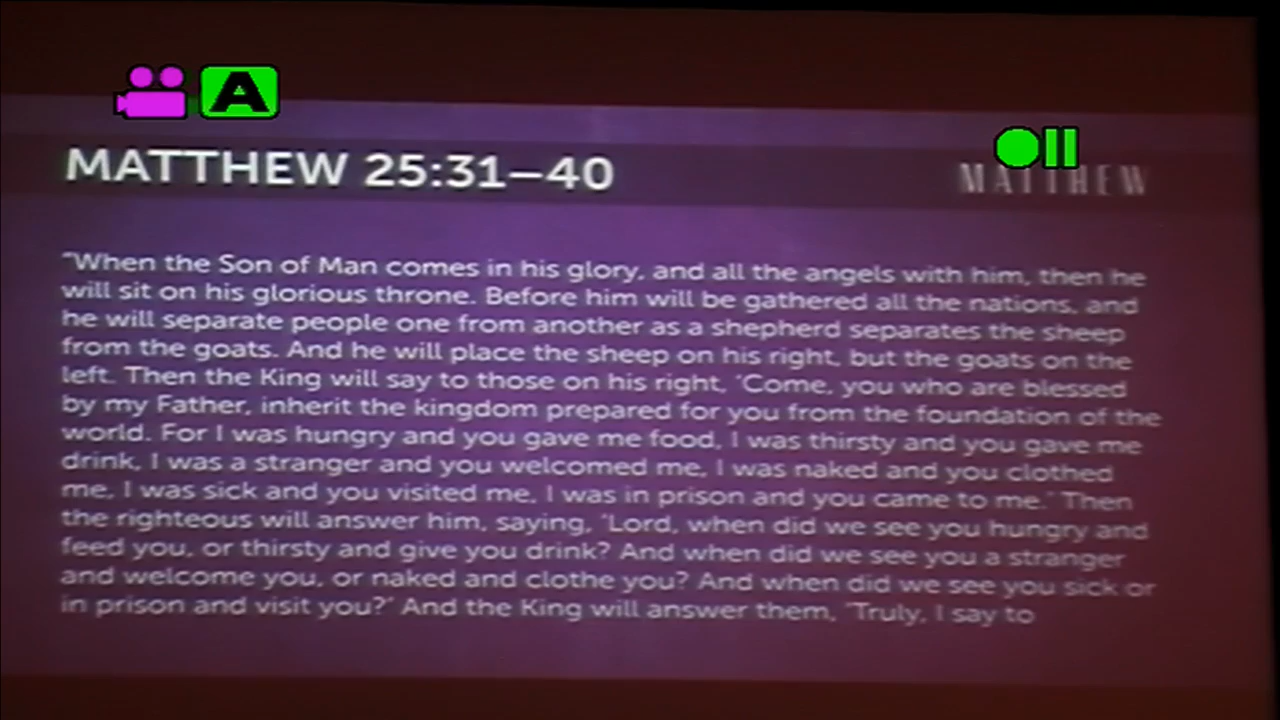 A
MATTHEW 25:31–40
MATTHEW
"When the Son of Man comes in his glory, and all the angels with him, then he
will sit on his glorious throne. Before him will be gathered all the nations, and
he will separate people one from another as a shepherd separates the sheep
from the goats. And he will place the sheep on his right, but the goats on the
left. Then the King will say to those on his right, 'Come, you who are blessed
by my Father, inherit the kingdom prepared for you from the foundation of the
world. For I was hungry and you gave me food, I was thirsty and you gave me
drink, I was a stranger and you welcomed me, I was naked and you clothed
me, I was sick and you visited me, I was in prison and you came to me.' Then
the righteous will answer him, saying, 'Lord, when did we see you hungry and
feed you, or thirsty and give you drink? And when did we see you a stranger
and welcome you, or naked and clothe you? And when did we see you sick or
in prison and visit you?' And the King will answer them, 'Truly, I say to